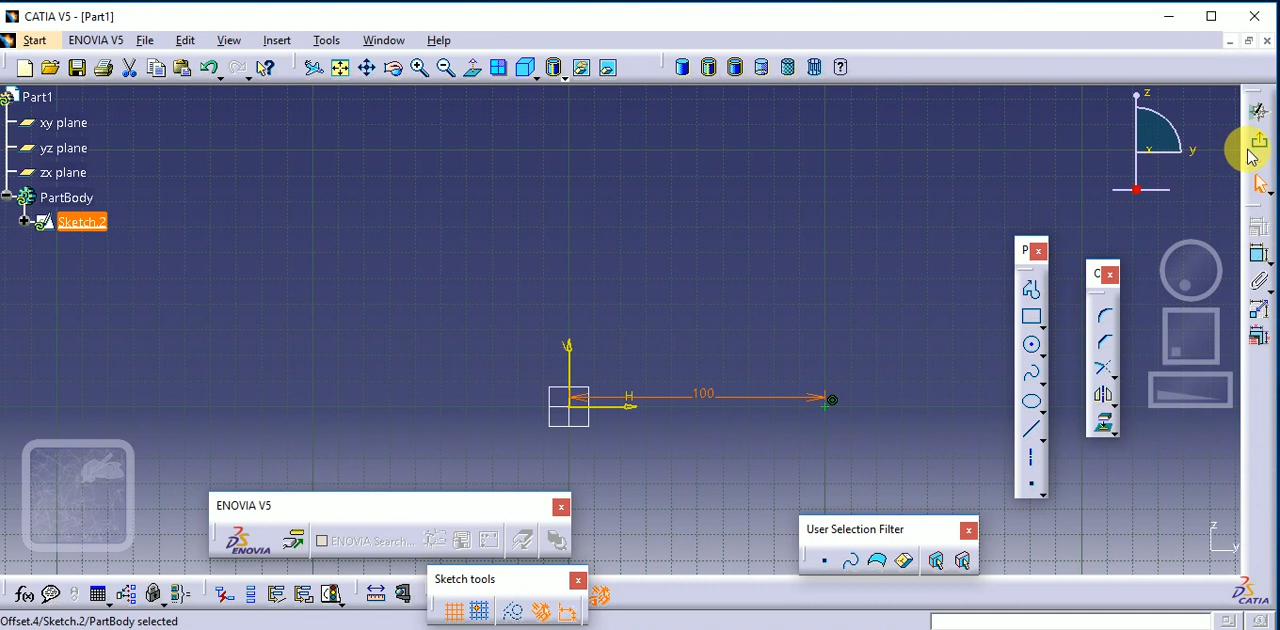 CATIA V5 - [Part1]
Start ENOVIA V5 File Edit View Insert Tools Window Help
Part1
xy plane
yz plane
zx plane
PartBody
Sketch.2
z
x
y
P
C
V
H
100
ENOVIA V5
ENOVIA
ENOVIA Search...
User Selection Filter
Sketch tools
z
y
f(x)
CATIA
Offset.4/Sketch.2/PartBody selected